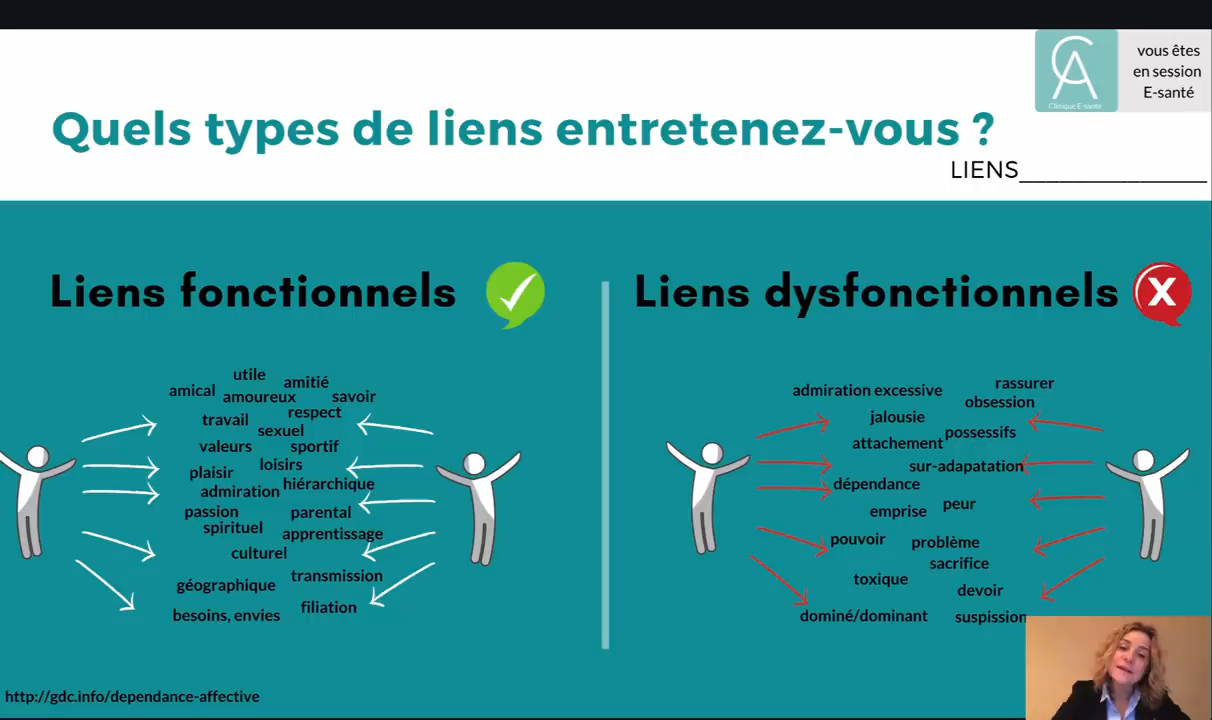 vous êtes
en session
E-santé
CA
Clinique E-santé
Quels types de liens entretenez-vous ?
LIENS_______________
Liens fonctionnels
utile
amitié
amical
amoureux
savoir
respect
travail
sexuel
valeurs
sportif
loisirs
plaisir
hiérarchique
admiration
passion
parental
spirituel
apprentissage
culturel
transmission
géographique
filiation
besoins, envies
Liens dysfonctionnels
X
rassurer
admiration excessive
obsession
jalousie
possessifs
attachement
sur-adapatation
dépendance
peur
emprise
pouvoir
problème
sacrifice
toxique
devoir
dominé/dominant
suspission
http://gdc.info/dependance-affective